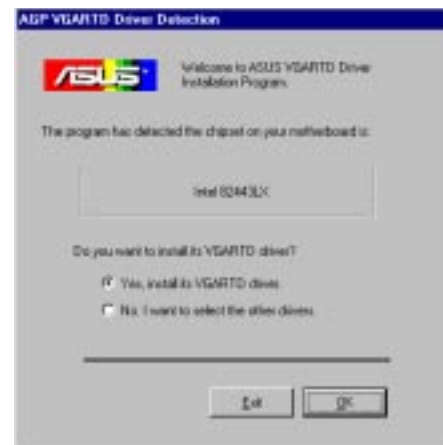 AGP VGARTD Driver Detection
ASUS
Welcome to ASUS VGARTD Driver
Installation Program.
The program has detected the chipset on your motherboard is:
Intel 82443LX
Do you want to install its VGARTD driver?
Yes, install its VGARTD driver.
No, I want to select the other drivers.
Exit
OK